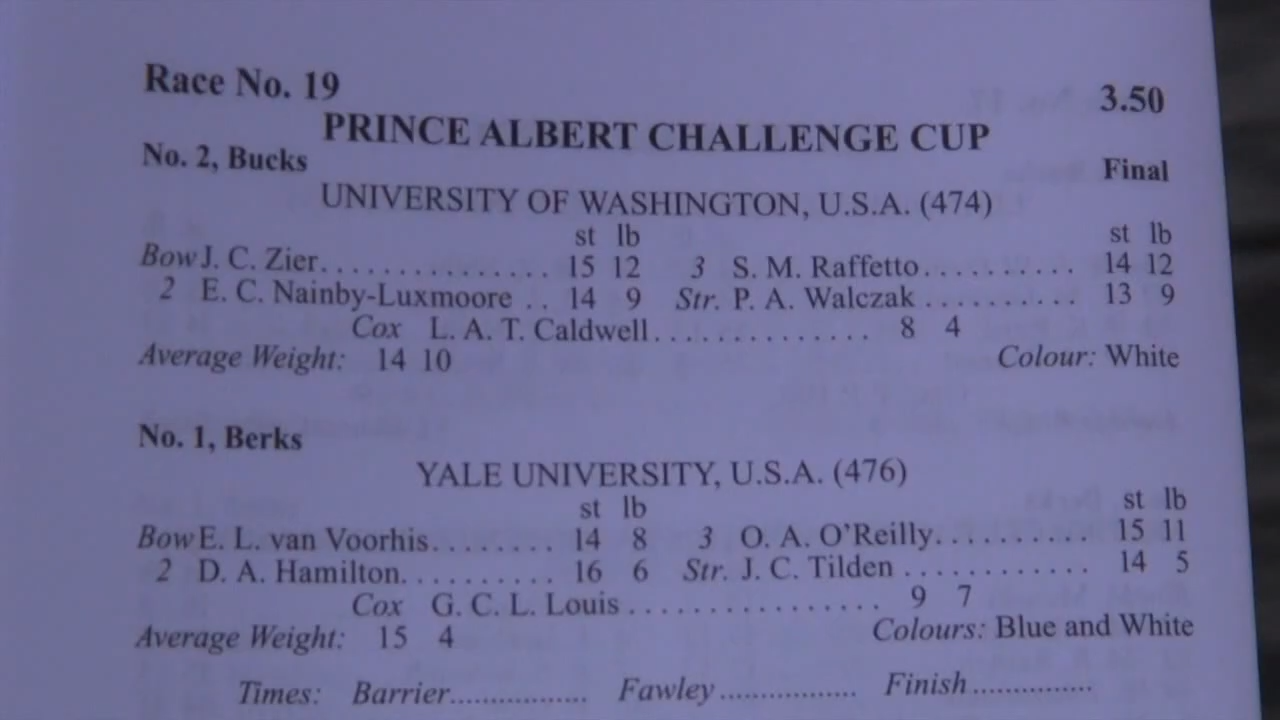 Race No. 19 3.50
PRINCE ALBERT CHALLENGE CUP
No. 2, Bucks Final
UNIVERSITY OF WASHINGTON, U.S.A. (474)
st lb st lb
Bow J. C. Zier............... 15 12 3 S. M. Raffetto.......... 14 12
2 E. C. Nainby-Luxmoore .. 14 9 Str. P. A. Walczak .......... 13 9
Cox L. A. T. Caldwell.............. 8 4
Average Weight: 14 10 Colour: White
No. 1, Berks
YALE UNIVERSITY, U.S.A. (476)
st lb st lb
Bow E. L. van Voorhis........ 14 8 3 O. A. O'Reilly.......... 15 11
2 D. A. Hamilton.......... 16 6 Str. J. C. Tilden ............ 14 5
Cox G. C. L. Louis ................ 9 7
Average Weight: 15 4 Colours: Blue and White
Times: Barrier............... Fawley ............... Finish ...............